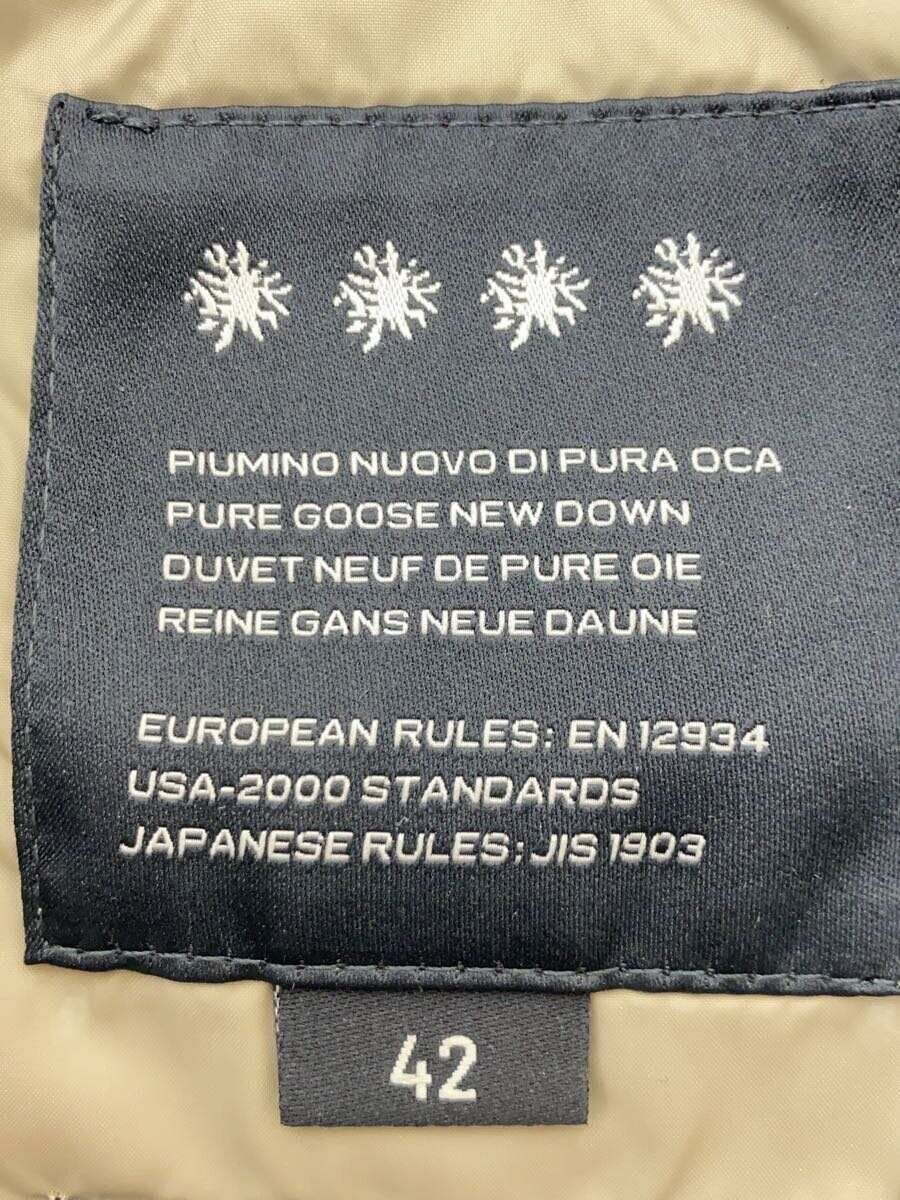 PIUMINO NUOVO DI PURA OCA
PURE GOOSE NEW DOWN
DUVET NEUF DE PURE OIE
REINE GANS NEUE DAUNE
EUROPEAN RULES: EN 12934
USA-2000 STANDARDS
JAPANESE RULES: JIS 1903
42